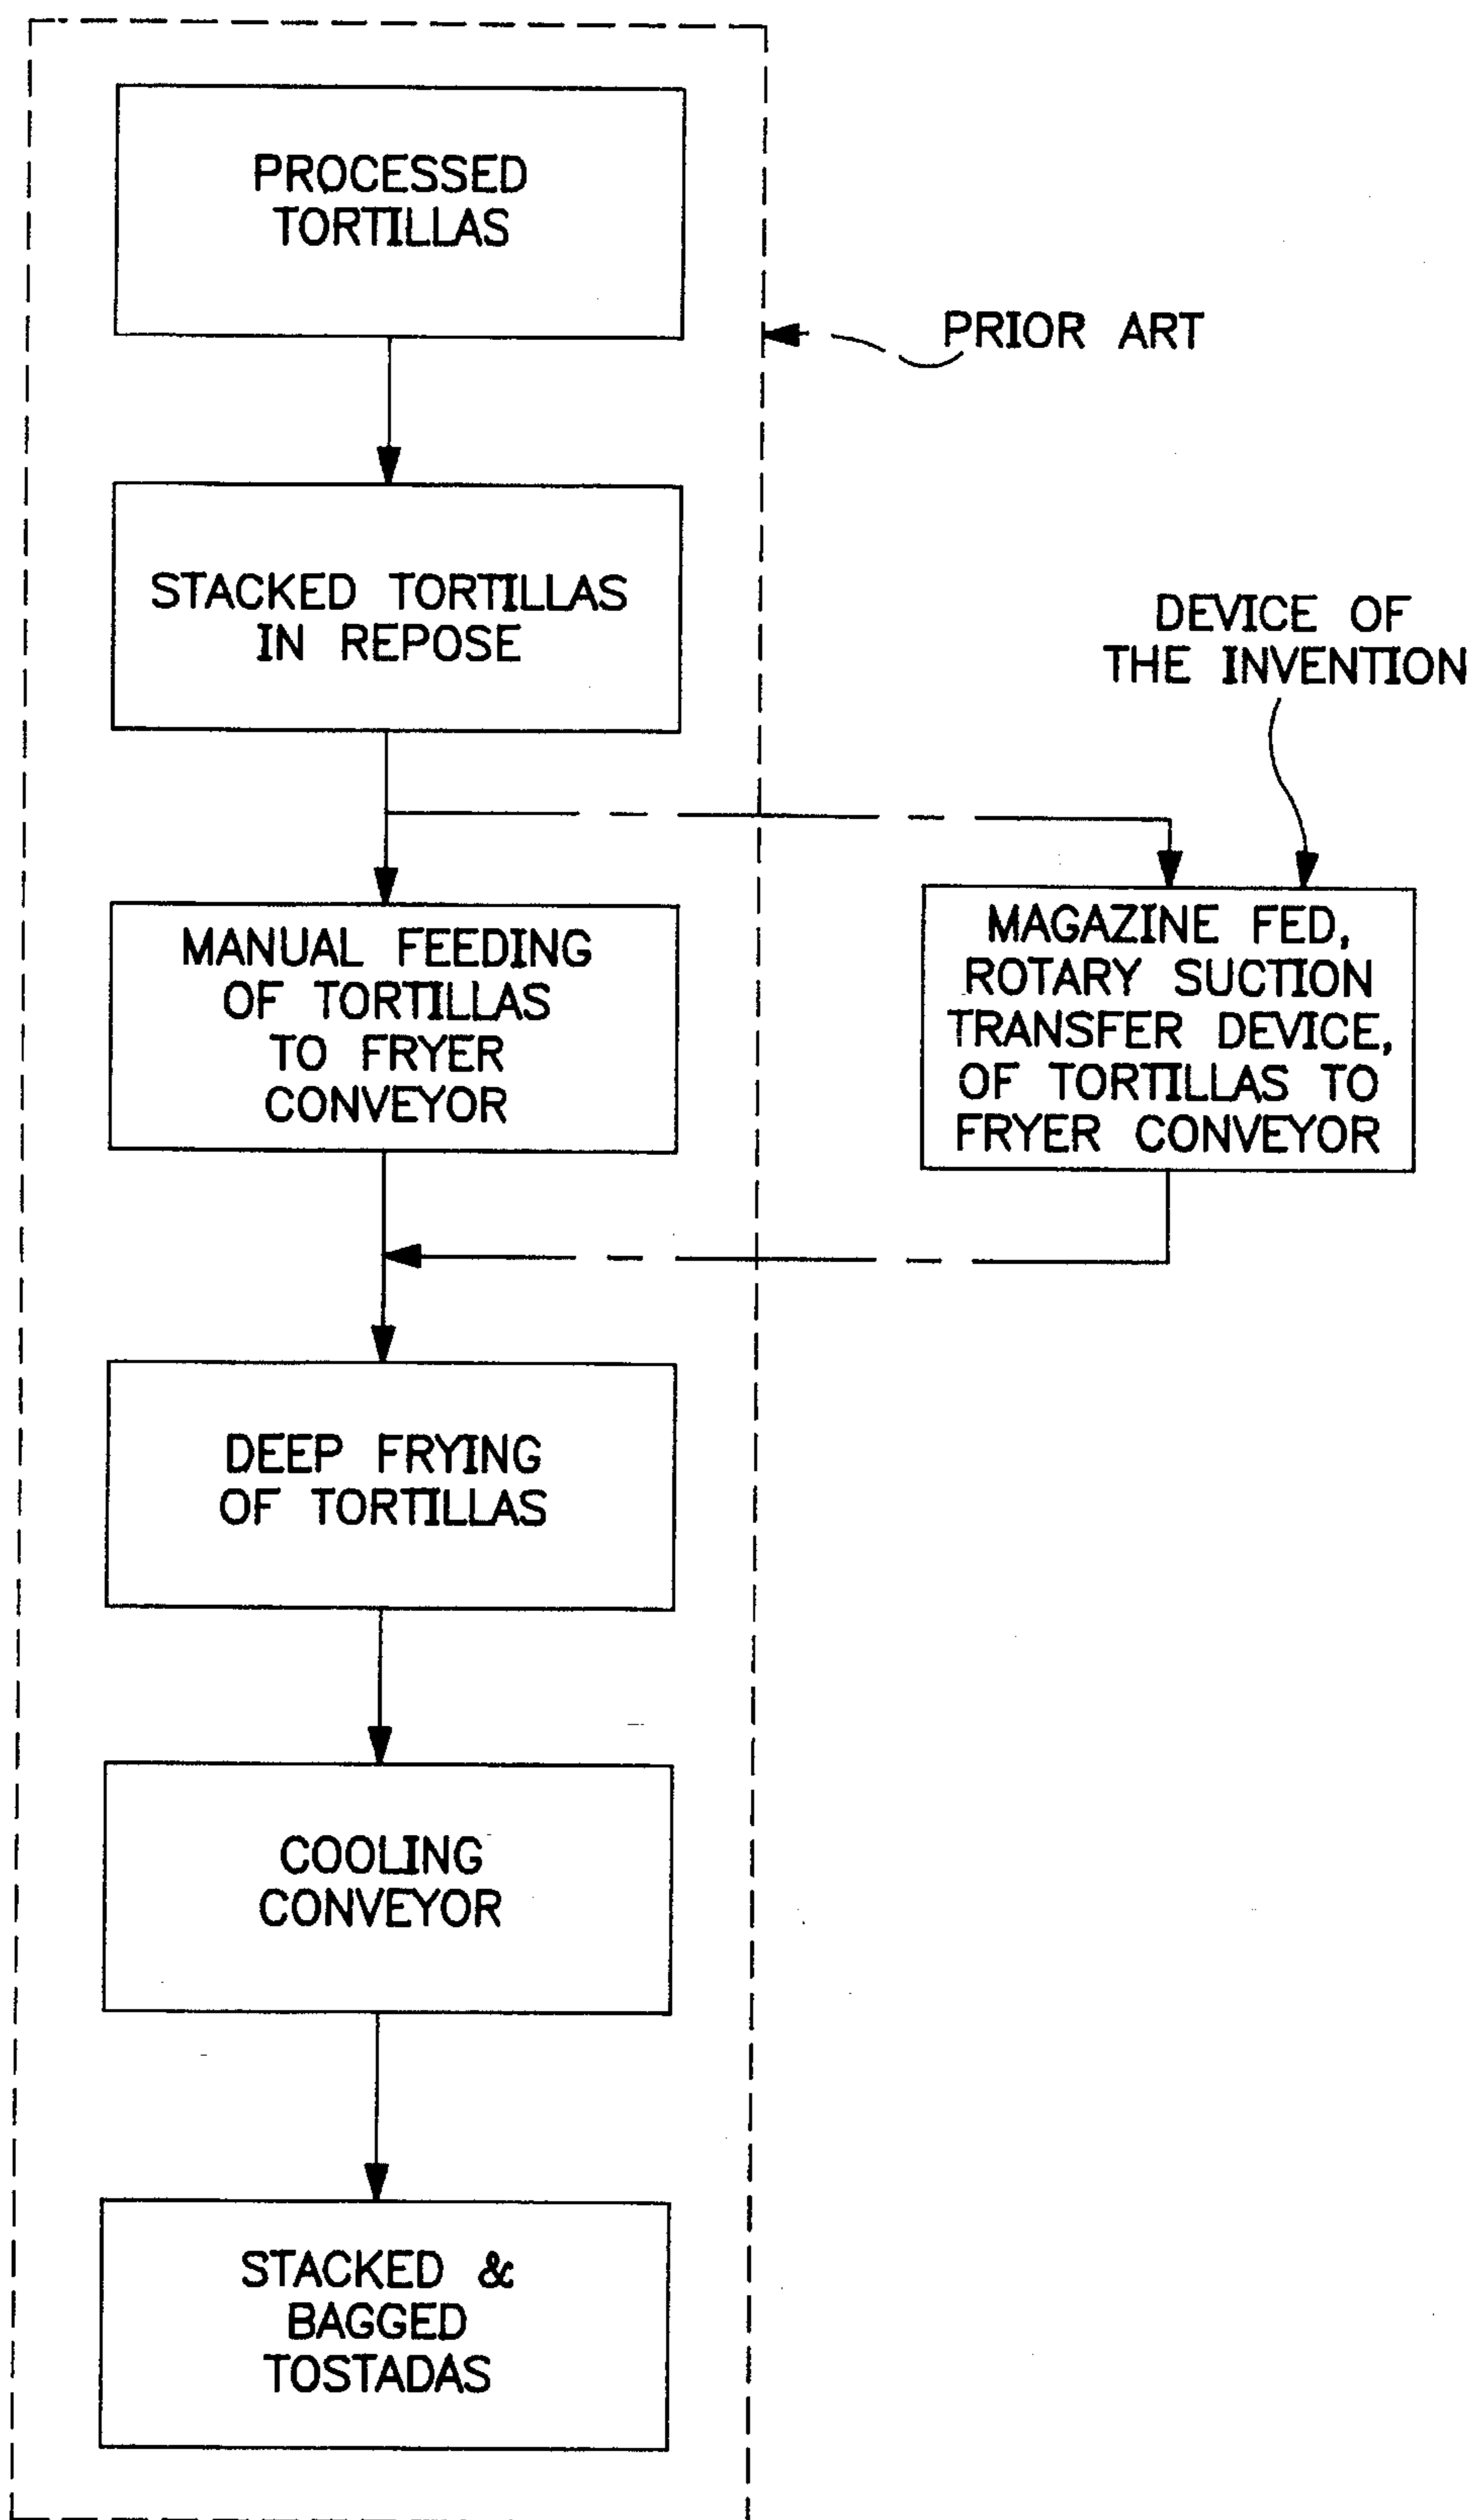 PROCESSED
TORTILLAS
PRIOR ART
STACKED TORTILLAS
IN REPOSE
DEVICE OF
THE INVENTION
MANUAL FEEDING
OF TORTILLAS
TO FRYER
CONVEYOR
MAGAZINE FED,
ROTARY SUCTION
TRANSFER DEVICE,
OF TORTILLAS TO
FRYER CONVEYOR
DEEP FRYING
OF TORTILLAS
COOLING
CONVEYOR
STACKED &
BAGGED
TOSTADAS